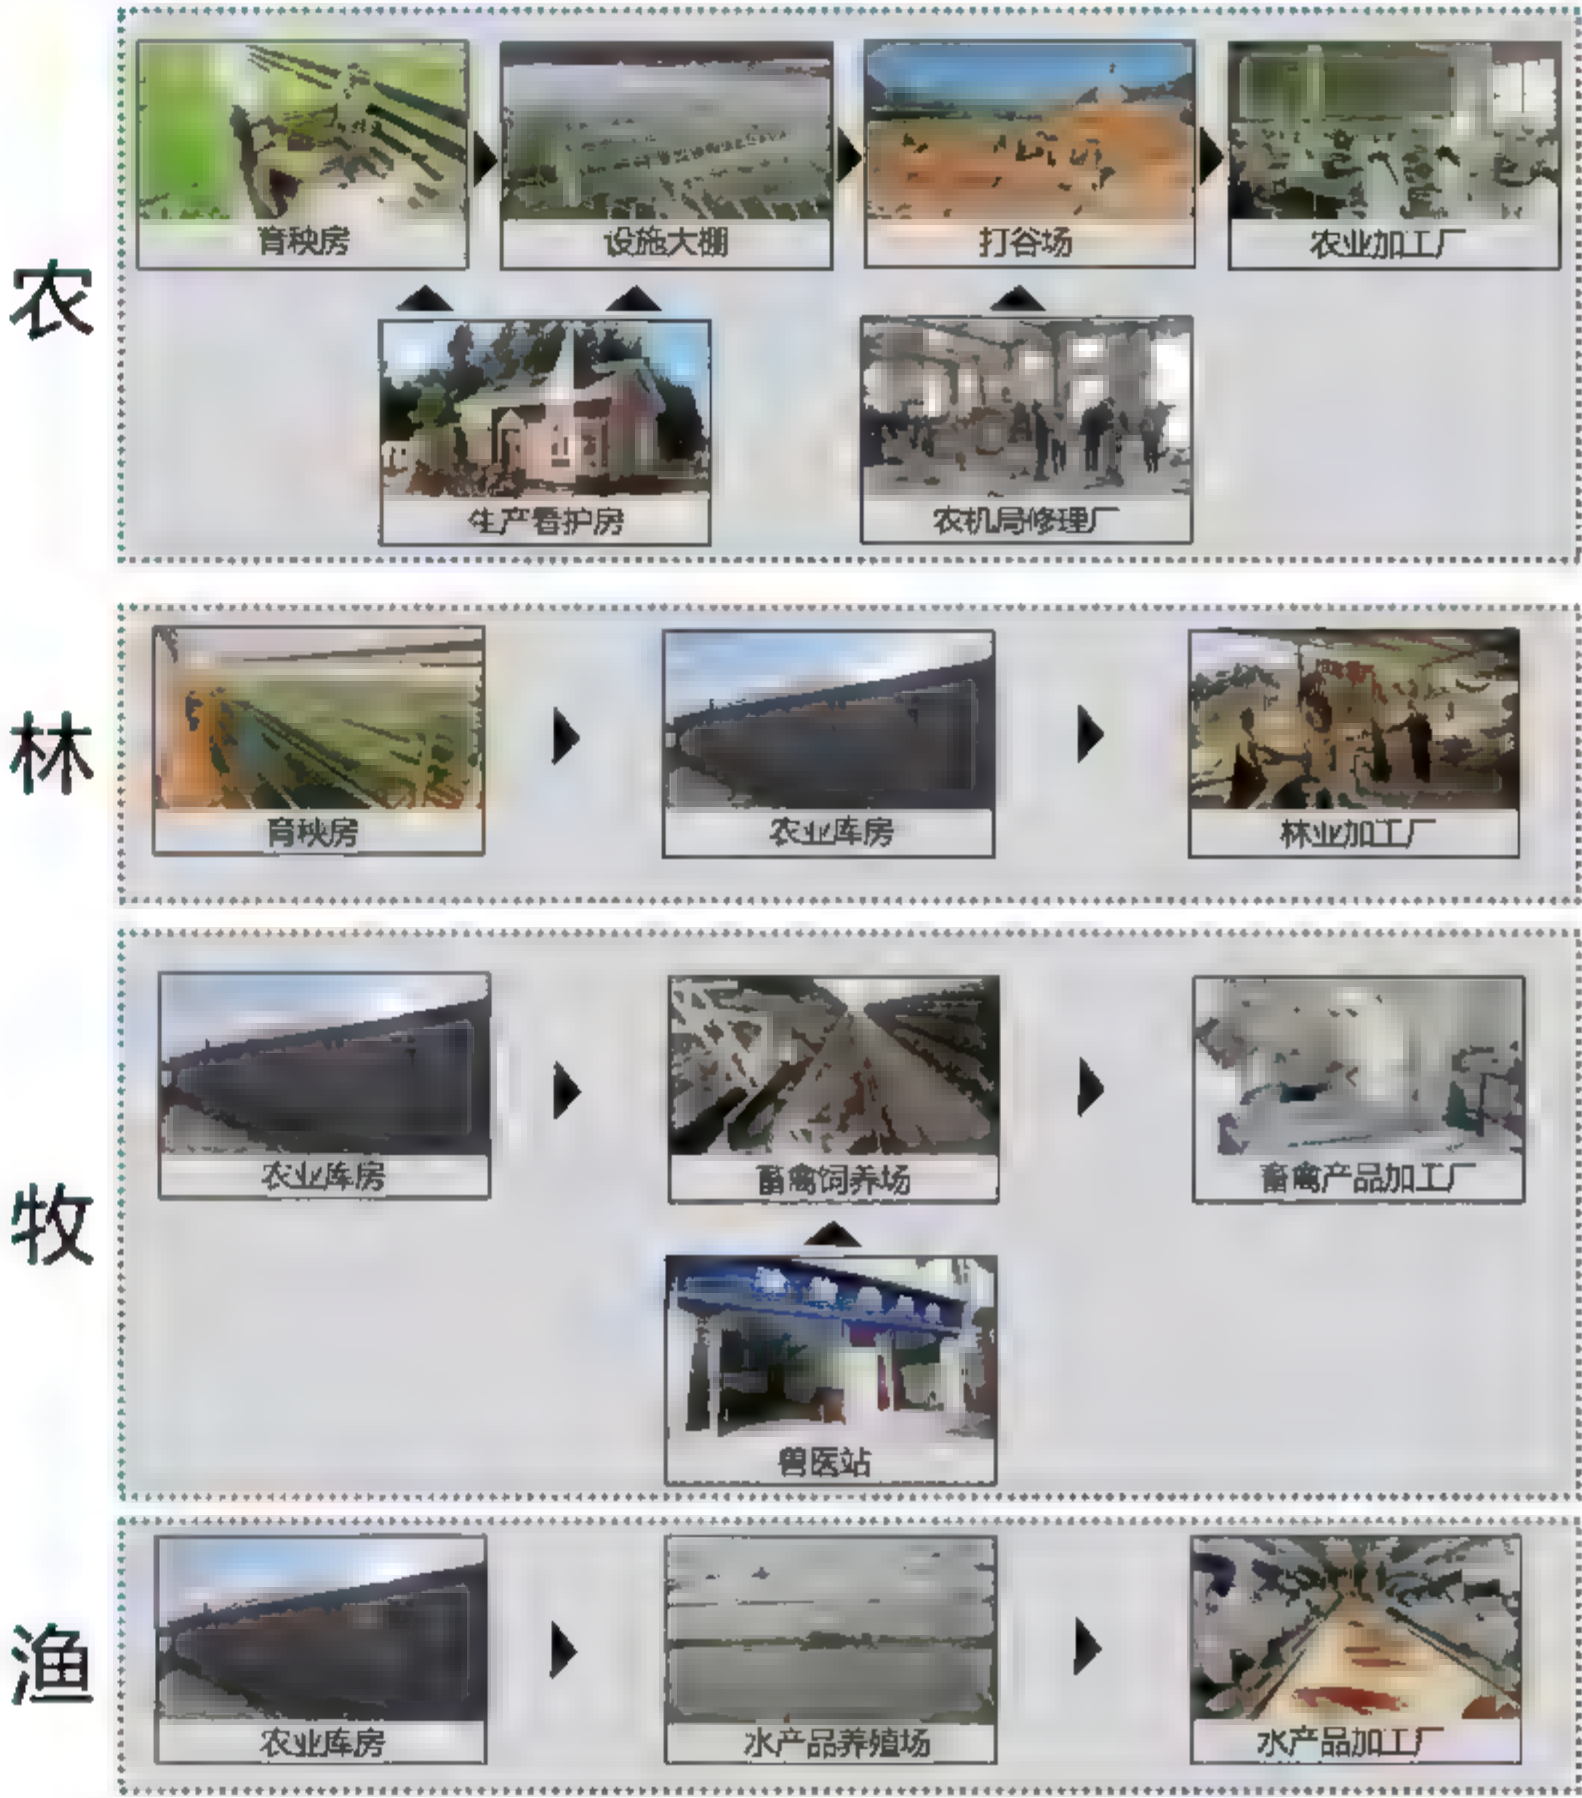 农
育秧房
设施大棚
打谷场
农业加工厂
生产看护房
农机局修理厂
林
育秧房
农业库房
林业加工厂
牧
农业库房
畜禽饲养场
畜禽产品加工厂
兽医站
渔
农业库房
水产品养殖场
水产品加工厂